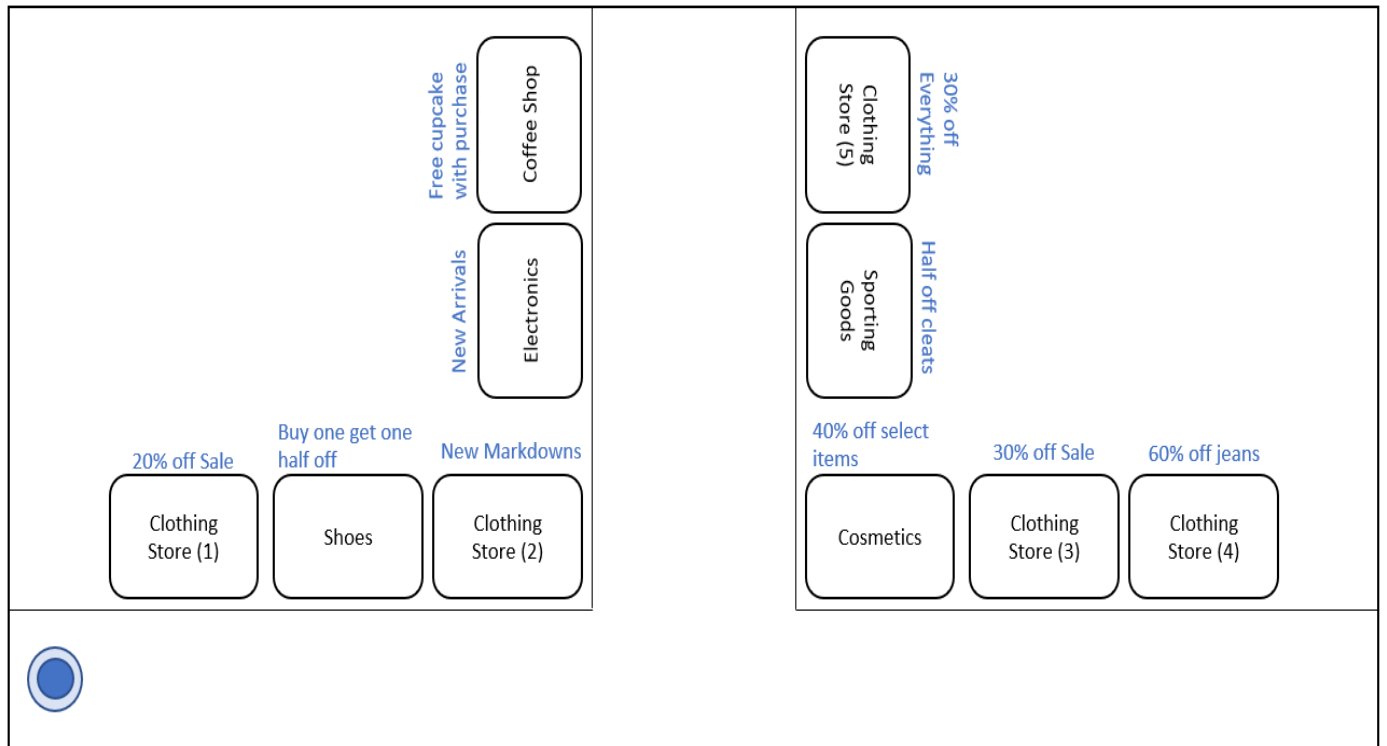 Free cupcake
with purchase
Coffee Shop
Clothing
Store (5)
30% off
Everything
New Arrivals
Electronics
Sporting
Goods
Half off cleats
20% off Sale
Buy one get one
half off
New Markdowns
40% off select
items
30% off Sale
60% off jeans
Clothing
Store (1)
Shoes
Clothing
Store (2)
Cosmetics
Clothing
Store (3)
Clothing
Store (4)